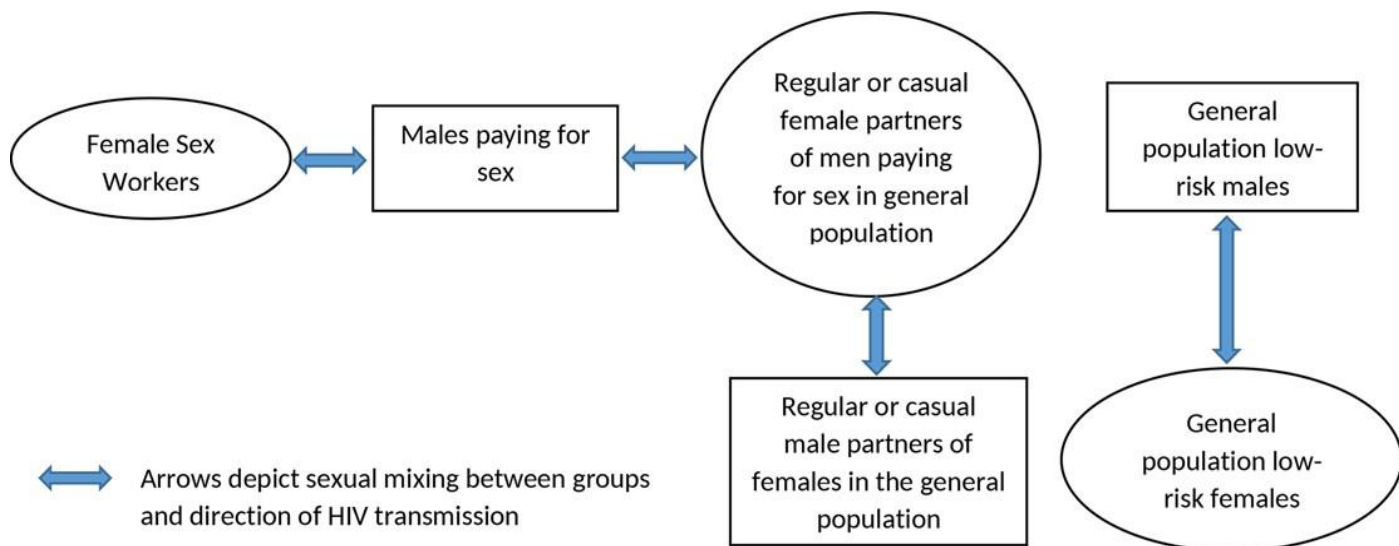 Female Sex
Workers
Males paying for
sex
Regular or casual
female partners
of men paying
for sex in general
population
General
population low-
risk males
Regular or casual
male partners of
females in the general
population
General
population low-
risk females
Arrows depict sexual mixing between groups
and direction of HIV transmission